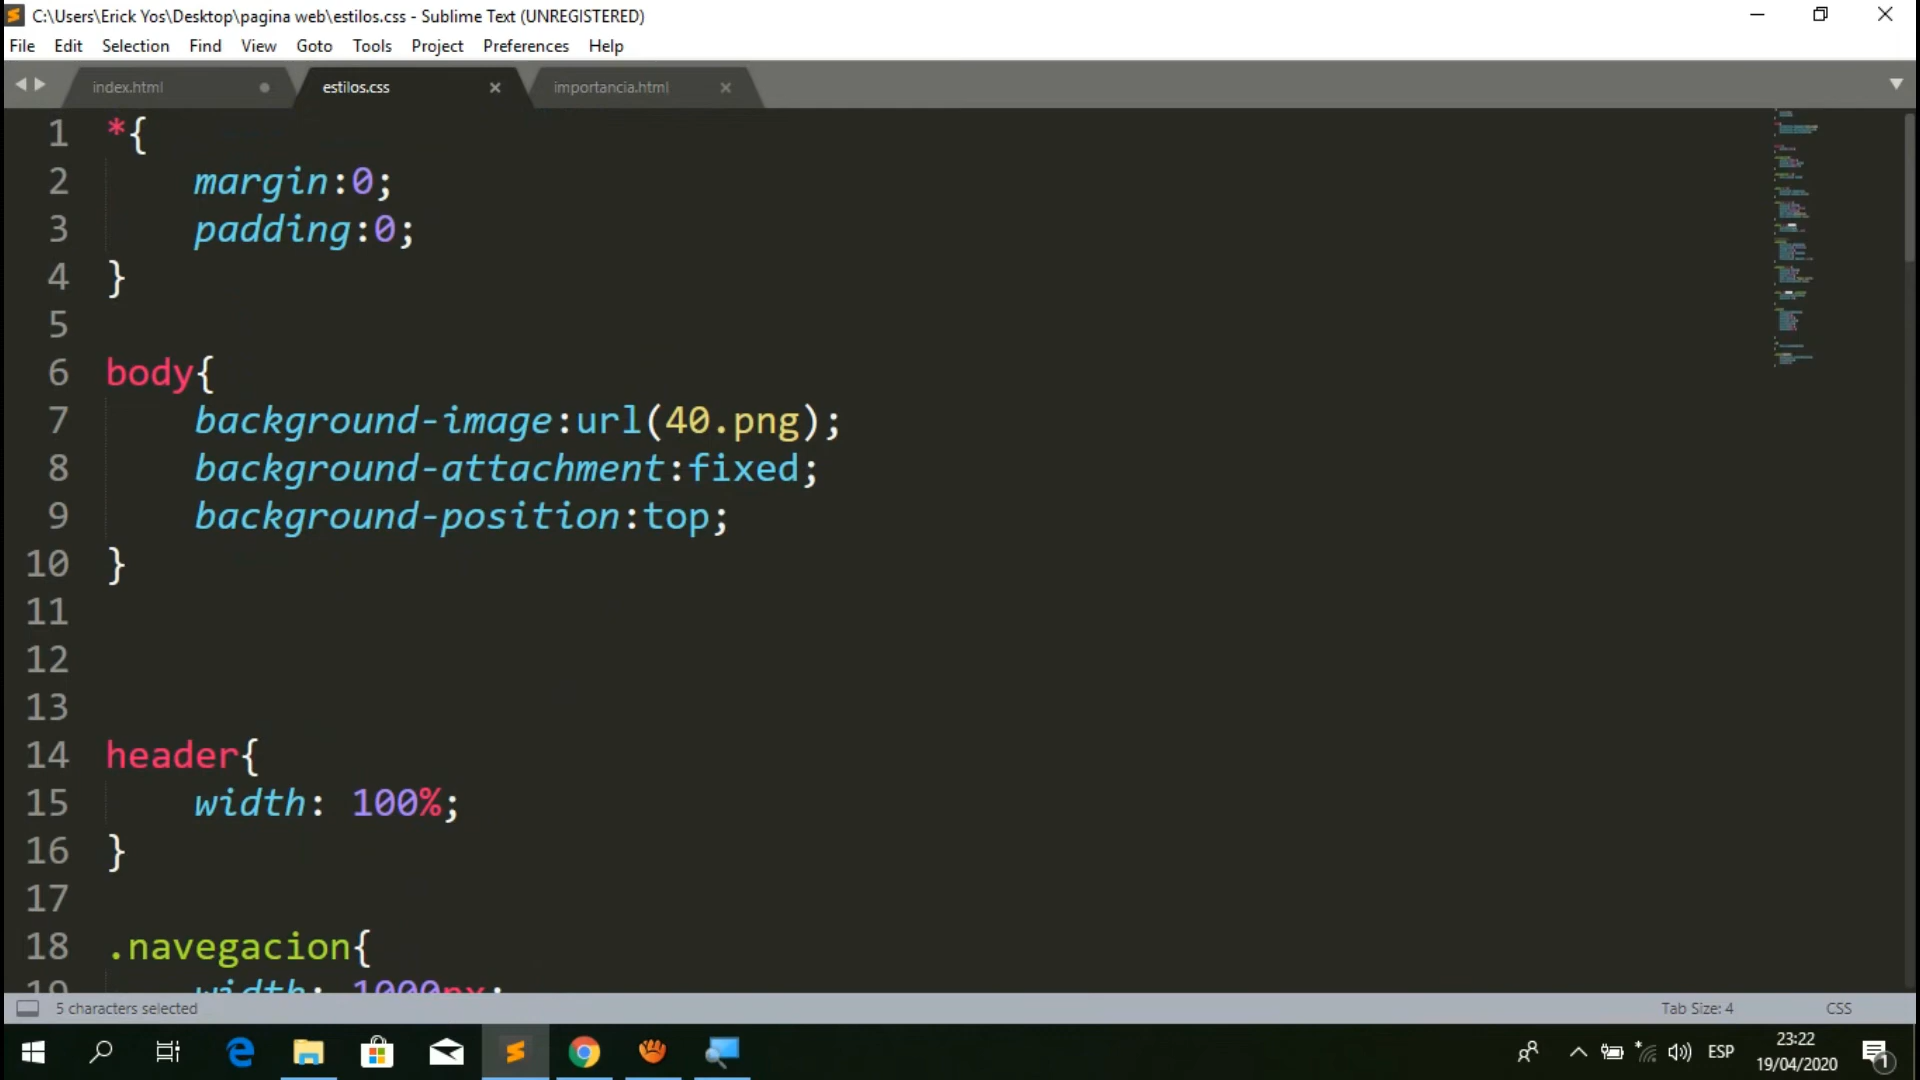 C:\Users\Erick Yos\Desktop\pagina web\estilos.css - Sublime Text (UNREGISTERED)
File Edit Selection Find View Goto Tools Project Preferences Help
index.html estilos.css importancia.html
1 *{
2 margin:0;
3 padding:0;
4 }
5
6 body{
7 background-image:url(40.png);
8 background-attachment:fixed;
9 background-position:top;
10 }
11
12
13
14 header{
15 width: 100%;
16 }
17
18 .navegacion{
19 width: 1000px;
5 characters selected Tab Size: 4 CSS
ESP 23:22
19/04/2020 1